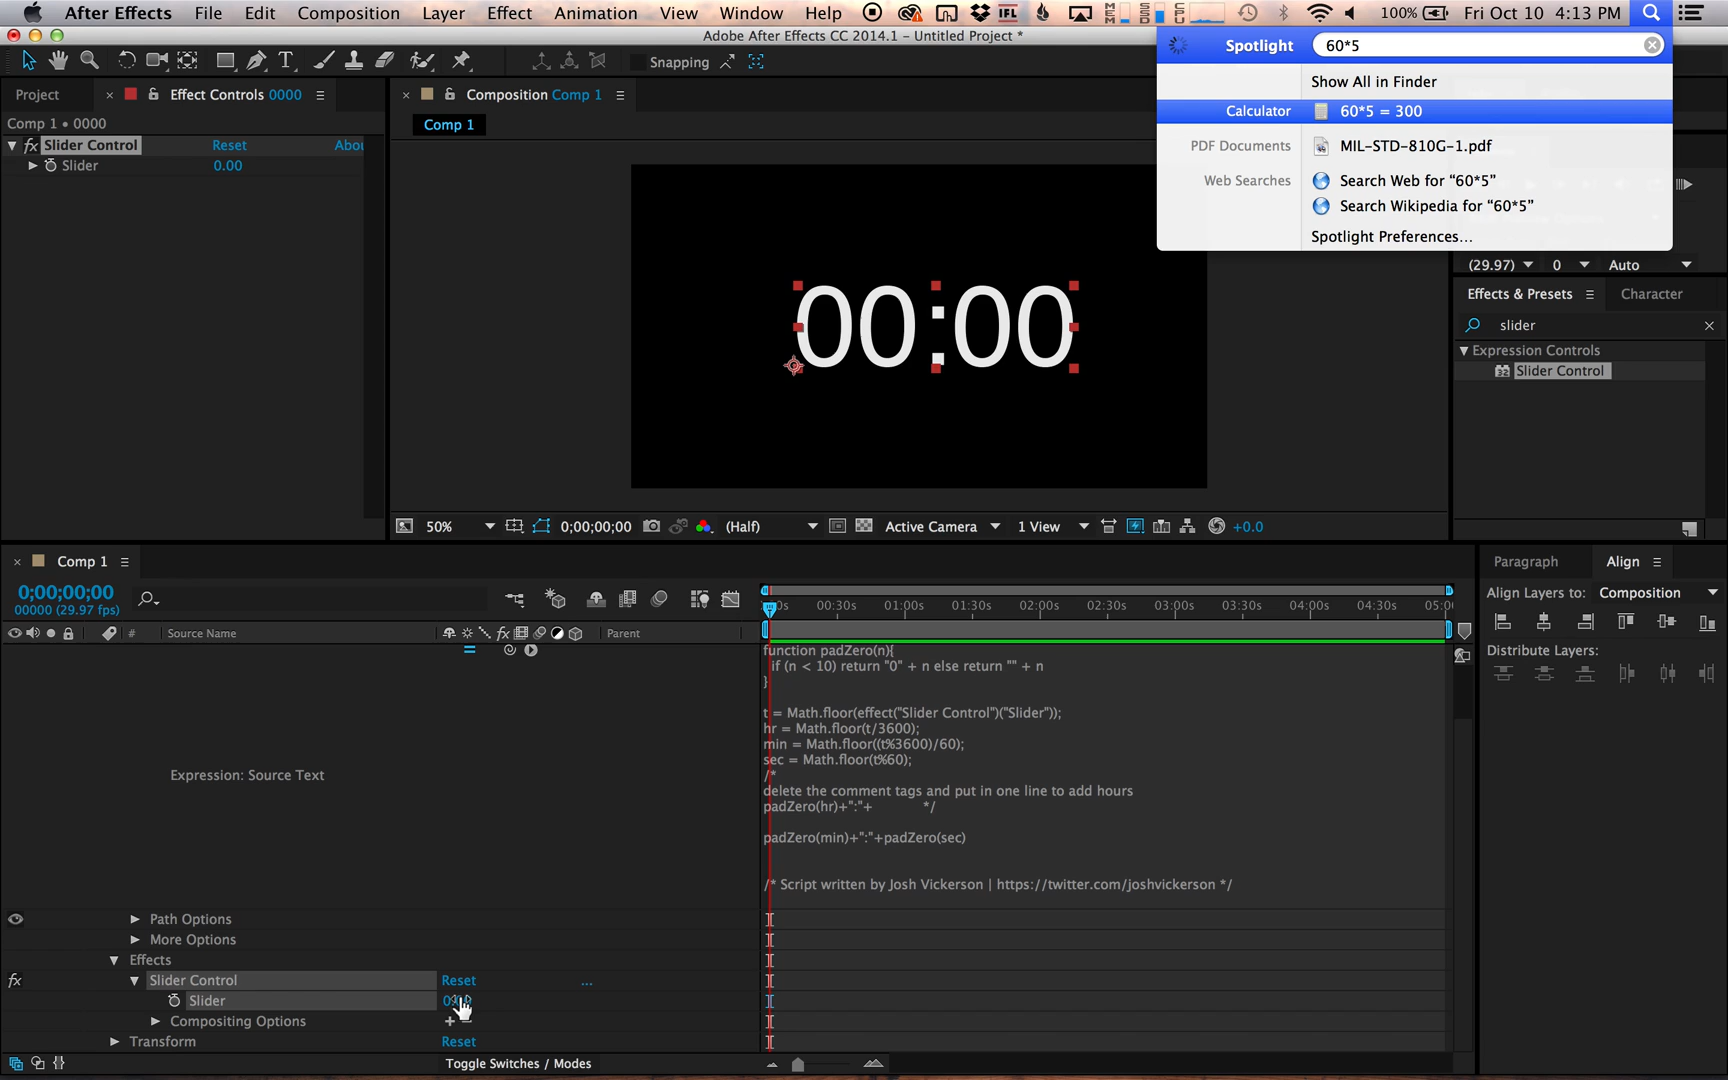 After Effects File Edit Composition Layer Effect Animation View Window Help IFL 100% Fri Oct 10 4:13 PM
Adobe After Effects CC 2014.1 - Untitled Project *
Spotlight 60*5
Show All in Finder
Calculator 60*5 = 300
PDF Documents MIL-STD-810G-1.pdf
Web Searches Search Web for “60*5”
Search Wikipedia for “60*5”
Spotlight Preferences...
Snapping
Project Effect Controls 0000
Comp 1 • 0000
fx Slider Control Reset Abou
Slider 0.00
Composition Comp 1
Comp 1
00:00
50% 0;00;00;00 (Half) Active Camera 1 View +0.0
(29.97) 0 Auto
Effects & Presets Character
slider
Expression Controls
32 Slider Control
Comp 1
0;00;00;00
00000 (29.97 fps)
00:30s 01:00s 01:30s 02:00s 02:30s 03:00s 03:30s 04:00s 04:30s 05:0
# Source Name fx Parent
function padZero(n){
if (n < 10) return "0" + n else return "" + n
}
t = Math.floor(effect("Slider Control")("Slider"));
hr = Math.floor(t/3600);
min = Math.floor((t%3600)/60);
sec = Math.floor(t%60);
/*
delete the comment tags and put in one line to add hours
padZero(hr)+":"+ */
padZero(min)+":"+padZero(sec)
/* Script written by Josh Vickerson | https://twitter.com/joshvickerson */
Expression: Source Text
Path Options
More Options
Effects
fx Slider Control Reset ...
Slider
Compositing Options + –
Transform Reset
Toggle Switches / Modes
Paragraph Align
Align Layers to: Composition
Distribute Layers: